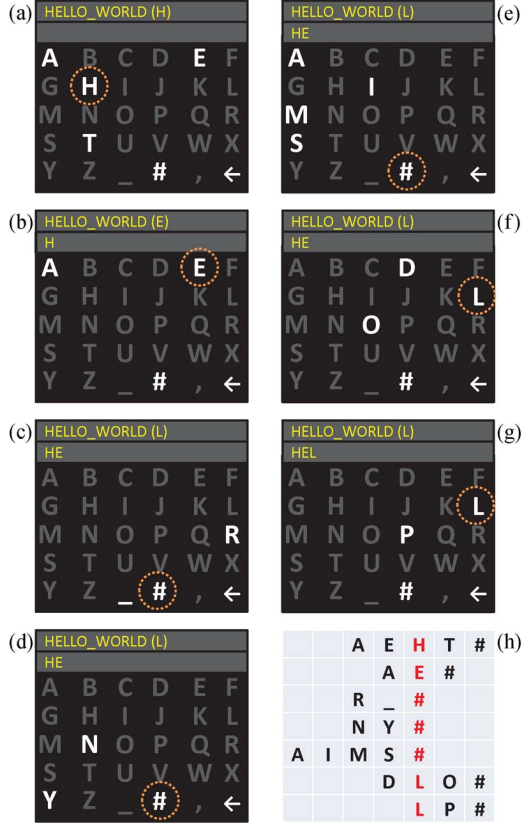 (a)
HELLO_WORLD (H)
A B C D E F
G H I J K L
M N O P Q R
S T U V W X
Y Z _ # , ←
(b)
HELLO_WORLD (E)
H
A B C D E F
G H I J K L
M N O P Q R
S T U V W X
Y Z _ # , ←
(c)
HELLO_WORLD (L)
HE
A B C D E F
G H I J K L
M N O P Q R
S T U V W X
Y Z _ # , ←
(d)
HELLO_WORLD (L)
HE
A B C D E F
G H I J K L
M N O P Q R
S T U V W X
Y Z _ # , ←
(e)
HELLO_WORLD (L)
HE
A B C D E F
G H I J K L
M N O P Q R
S T U V W X
Y Z _ # , ←
(f)
HELLO_WORLD (L)
HE
A B C D E F
G H I J K L
M N O P Q R
S T U V W X
Y Z _ # , ←
(g)
HELLO_WORLD (L)
HEL
A B C D E F
G H I J K L
M N O P Q R
S T U V W X
Y Z _ # , ←
(h)
A E H T #
A E #
R _ #
N Y #
A I M S #
D L O #
L P #